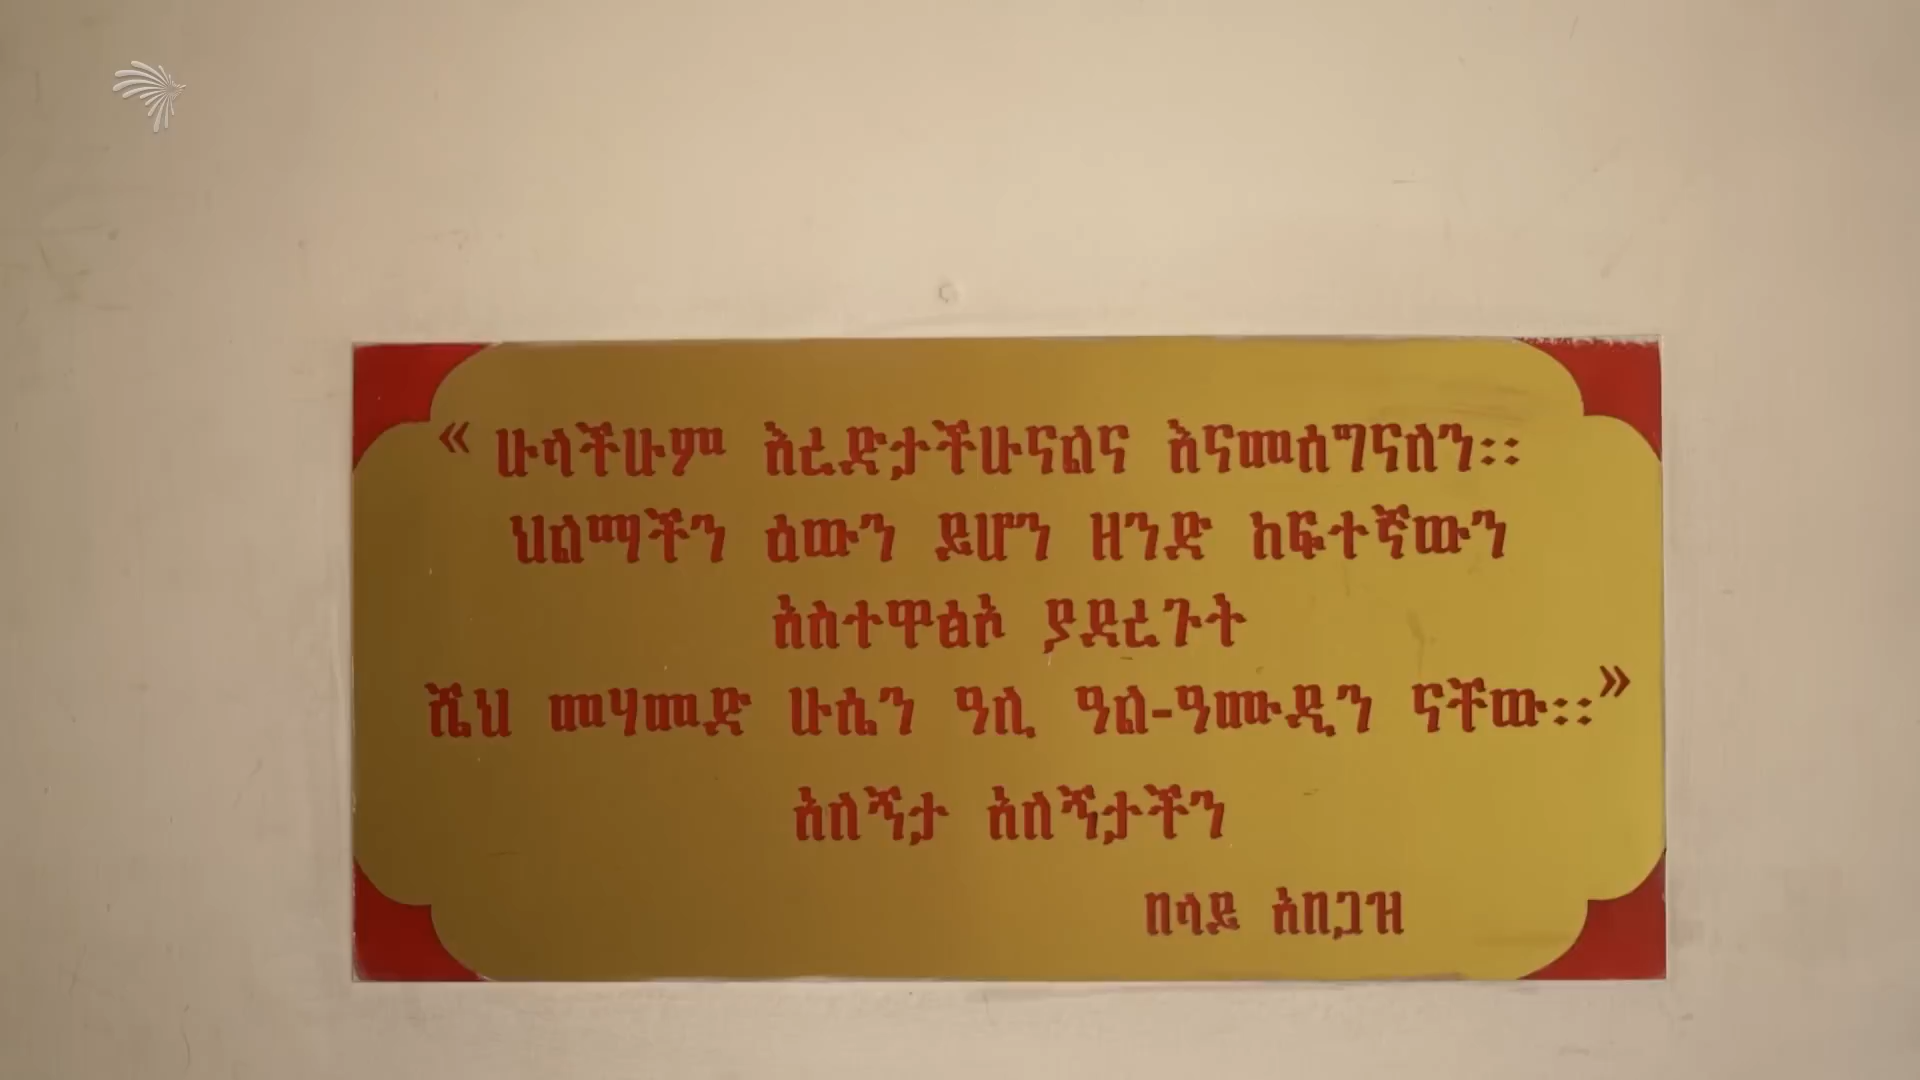 « ሁላችሁም እረድታችሁናልና እናመሰግናለን፡፡
ህልማችን ዕውን ይሆን ዘንድ ከፍተኛውን
አስተዋፅኦ ያደረጉት
ሼህ መሃመድ ሁሴን ዓሊ ዓል-ዓሙዲን ናቸው፡፡»
አለኝታ አለኝታችን
በላይ አበጋዝ